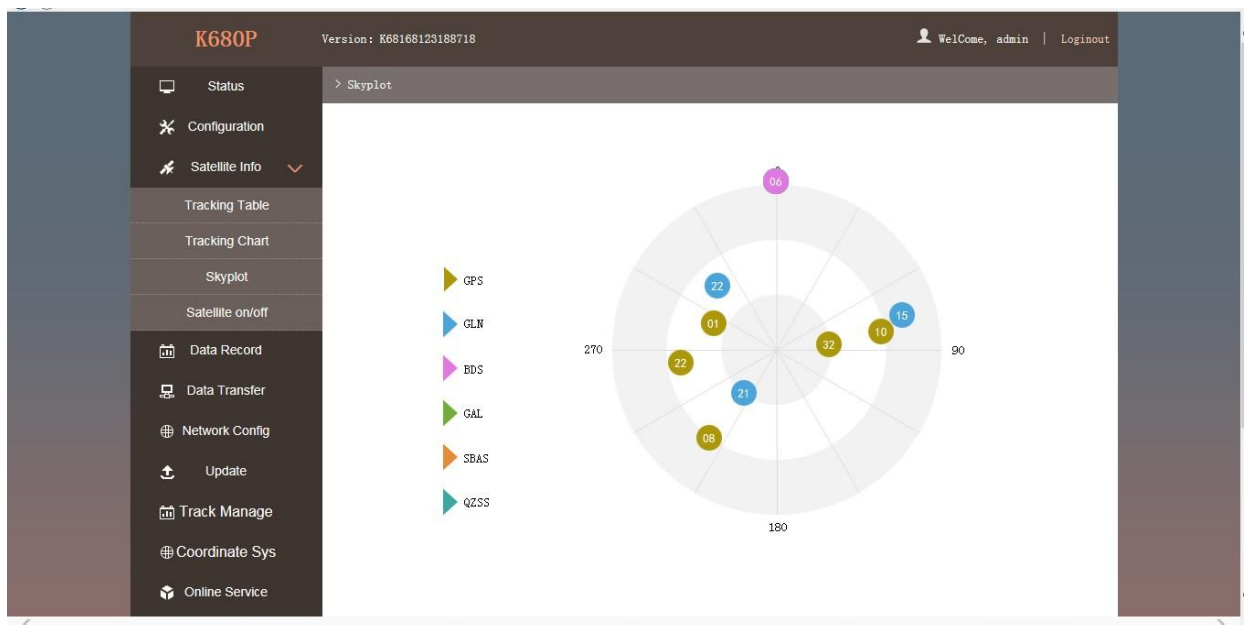 K680P
Version: K68168123188718
WelCome, admin | Loginout
Status
> Skyplot
Configuration
Satellite Info
Tracking Table
Tracking Chart
Skyplot
Satellite on/off
Data Record
Data Transfer
Network Config
Update
Track Manage
Coordinate Sys
Online Service
GPS
GLN
BDS
GAL
SBAS
QZSS
06
22
15
01
10
32
270
90
22
21
08
180